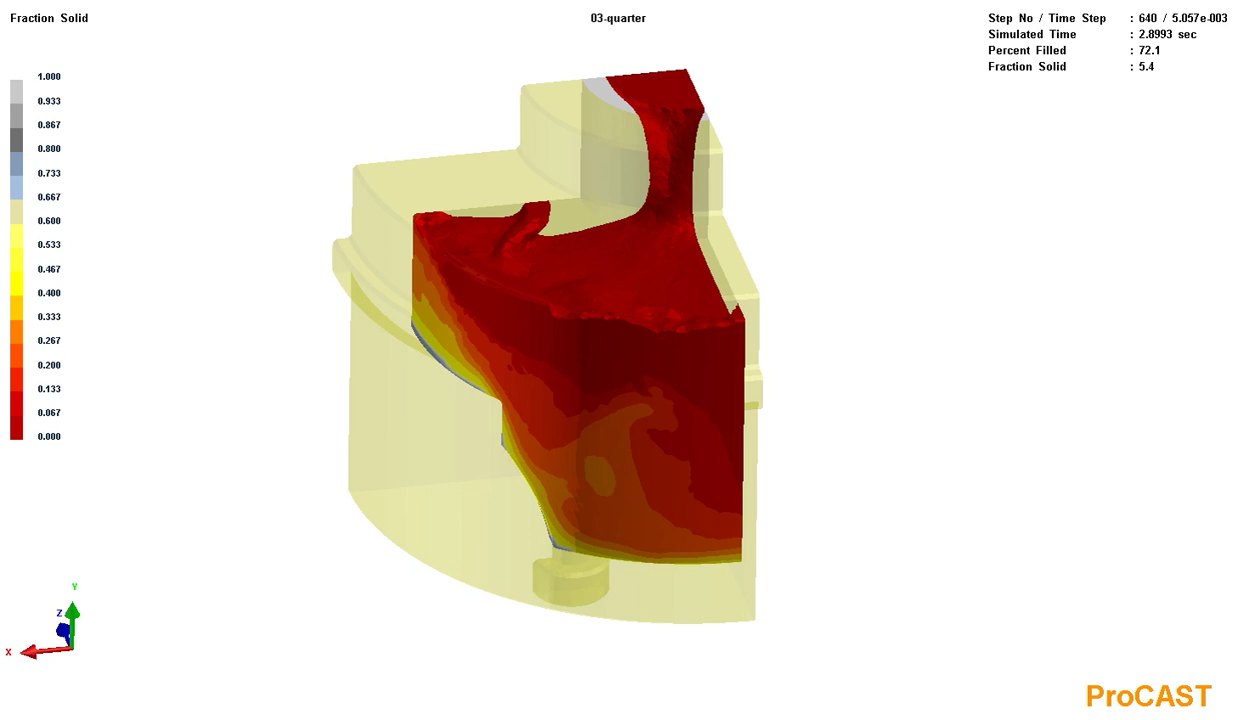 Fraction Solid
03-quarter
Step No / Time Step : 640 / 5.057e-003
Simulated Time : 2.8993 sec
Percent Filled : 72.1
Fraction Solid : 5.4
1.000
0.933
0.867
0.800
0.733
0.667
0.600
0.533
0.467
0.400
0.333
0.267
0.200
0.133
0.067
0.000
Y
Z
X
ProCAST